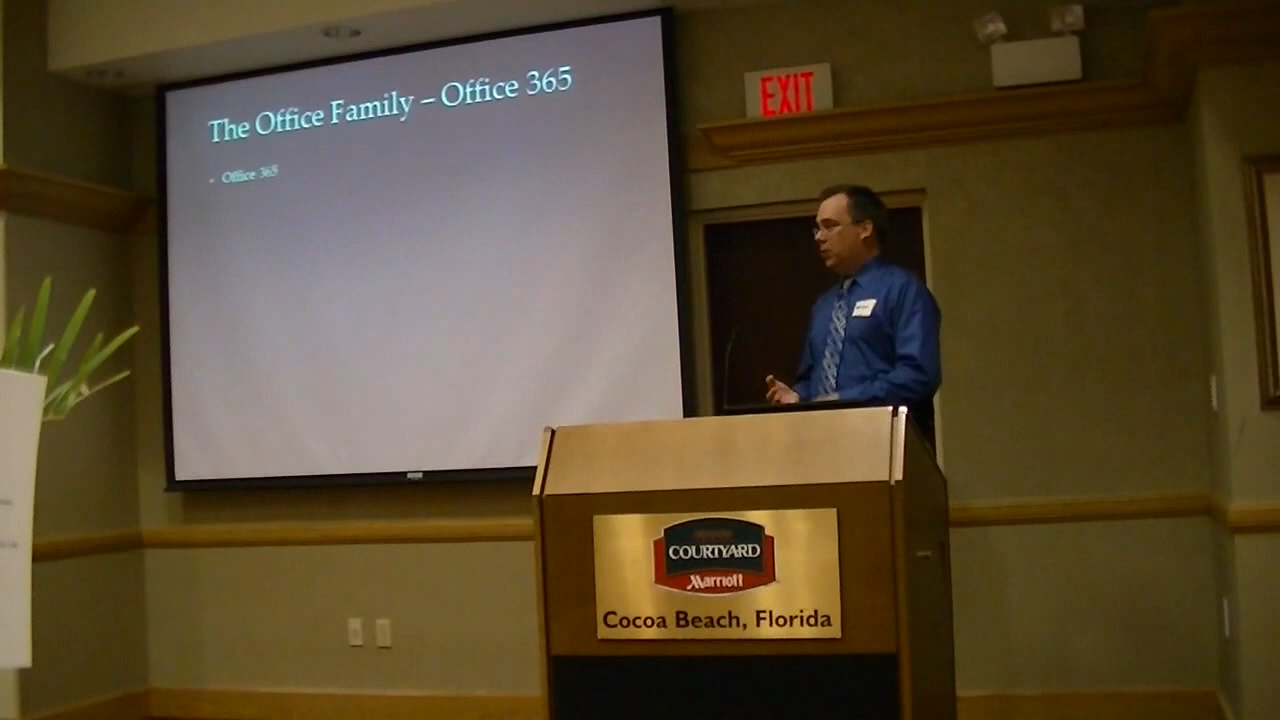 The Office Family – Office 365
- Office 365
EXIT
COURTYARD
Marriott
Cocoa Beach, Florida